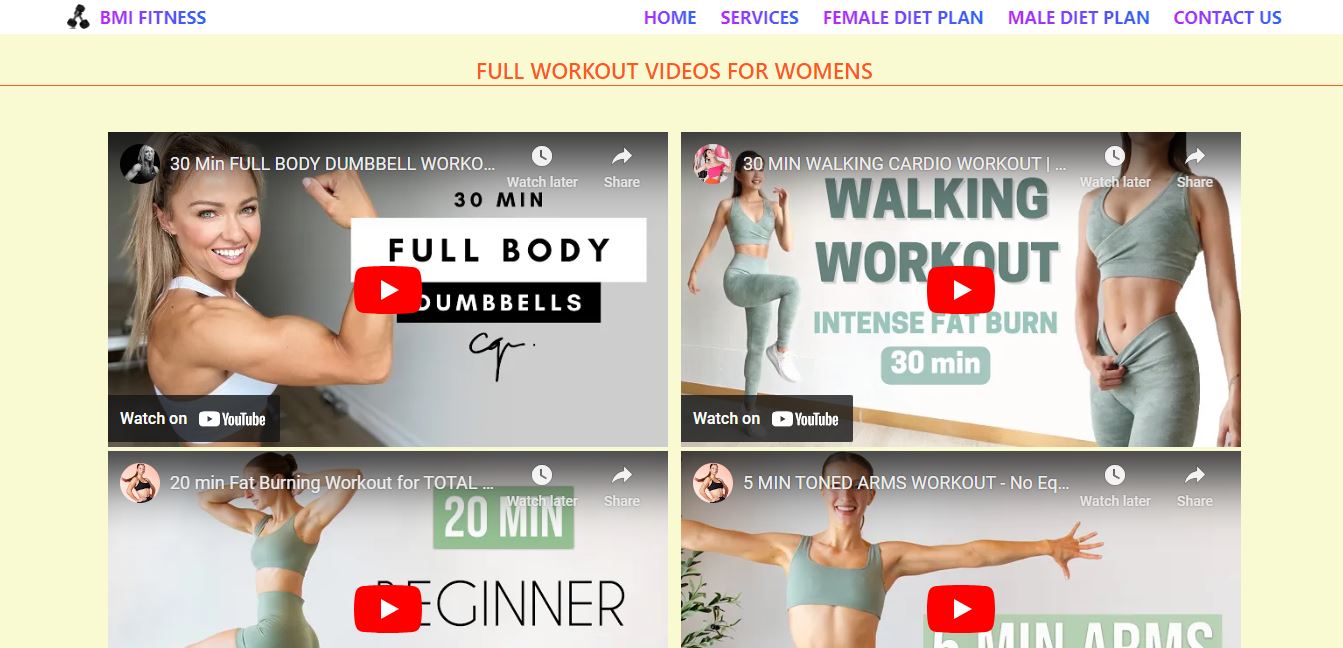 BMI FITNESS
HOME SERVICES FEMALE DIET PLAN MALE DIET PLAN CONTACT US
FULL WORKOUT VIDEOS FOR WOMENS
30 Min FULL BODY DUMBBELL WORKO...
Watch later
Share
30 MIN
FULL BODY
DUMBBELLS
cgr.
Watch on YouTube
30 MIN WALKING CARDIO WORKOUT | ...
Watch later
Share
WALKING
WORKOUT
INTENSE FAT BURN
30 min
Watch on YouTube
20 min Fat Burning Workout for TOTAL ...
Watch later
Share
20 MIN
BEGINNER
5 MIN TONED ARMS WORKOUT - No Eq...
Watch later
Share
5 MIN ARMS